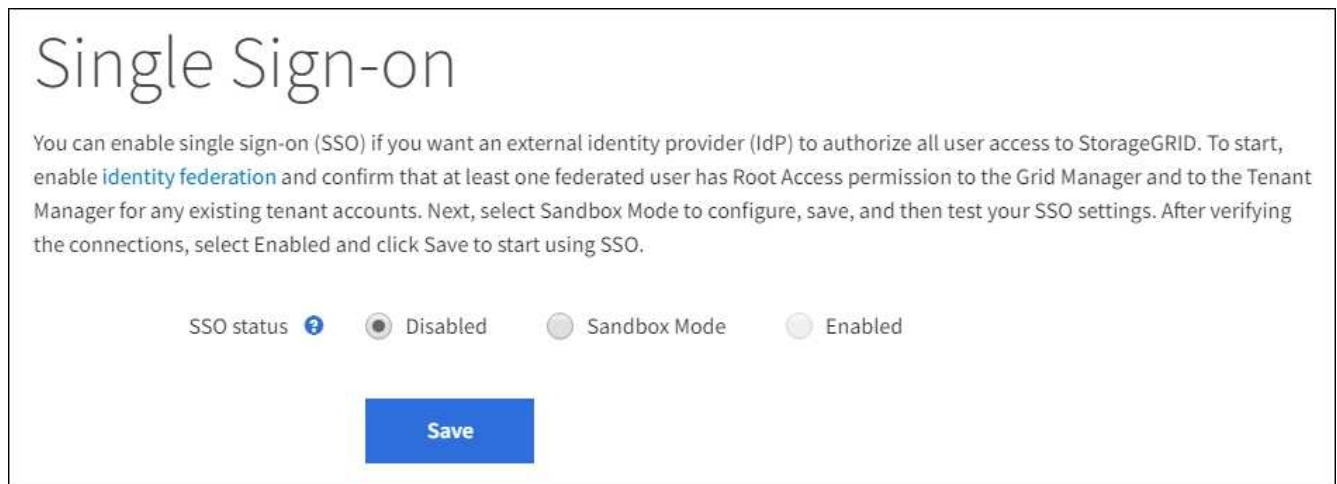 Single Sign-on
You can enable single sign-on (SSO) if you want an external identity provider (IdP) to authorize all user access to StorageGRID. To start,
enable identity federation and confirm that at least one federated user has Root Access permission to the Grid Manager and to the Tenant
Manager for any existing tenant accounts. Next, select Sandbox Mode to configure, save, and then test your SSO settings. After verifying
the connections, select Enabled and click Save to start using SSO.
SSO status ? Disabled Sandbox Mode Enabled
Save